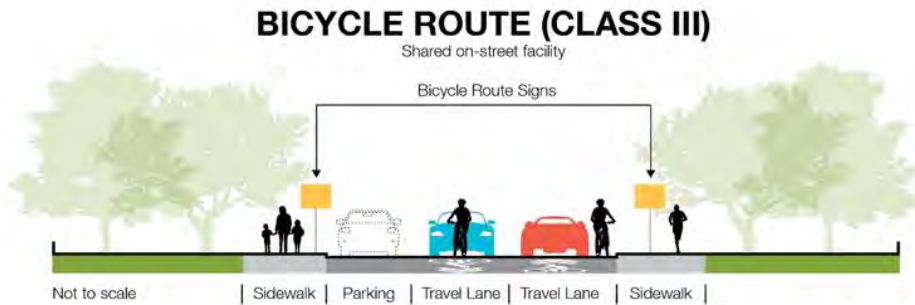 BICYCLE ROUTE (CLASS III)
Shared on-street facility
Bicycle Route Signs
Not to scale | Sidewalk | Parking | Travel Lane | Travel Lane | Sidewalk |